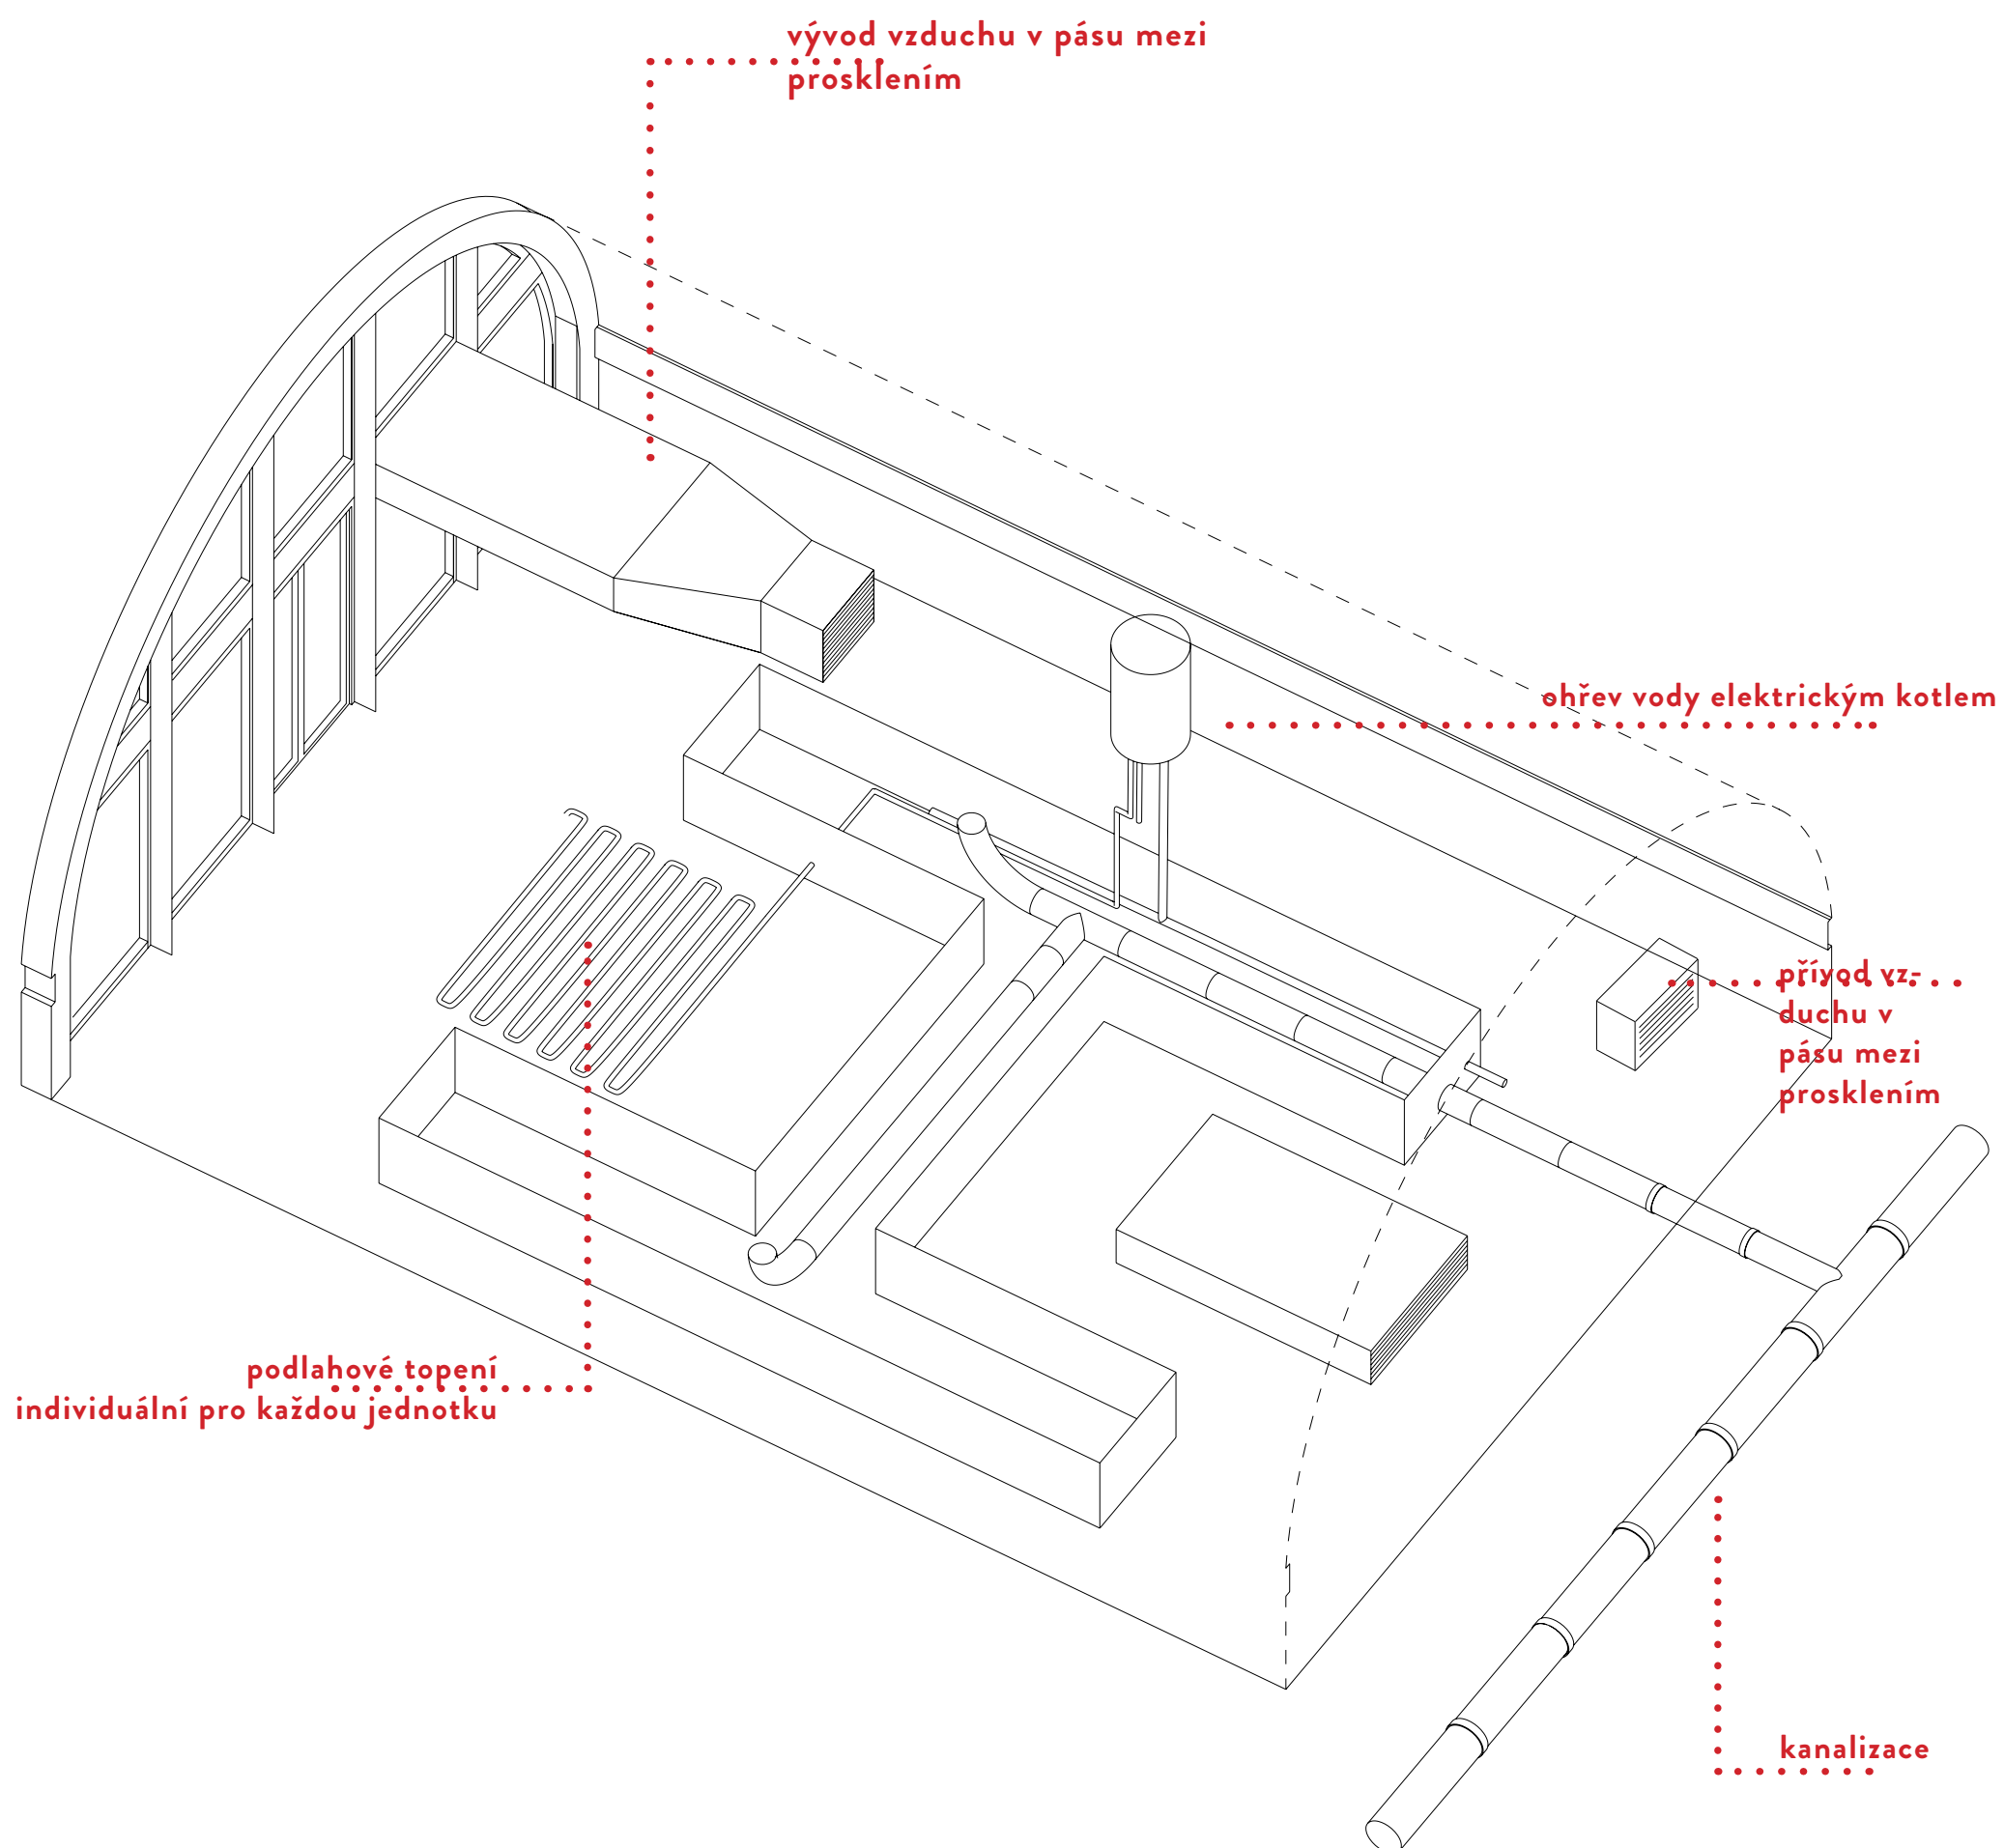 vývod vzduchu v pásu mezi
prosklením
ohřev vody elektrickým kotlem
přívod vz-
duchu v
pásu mezi
prosklením
podlahové topení
individuální pro každou jednotku
kanalizace